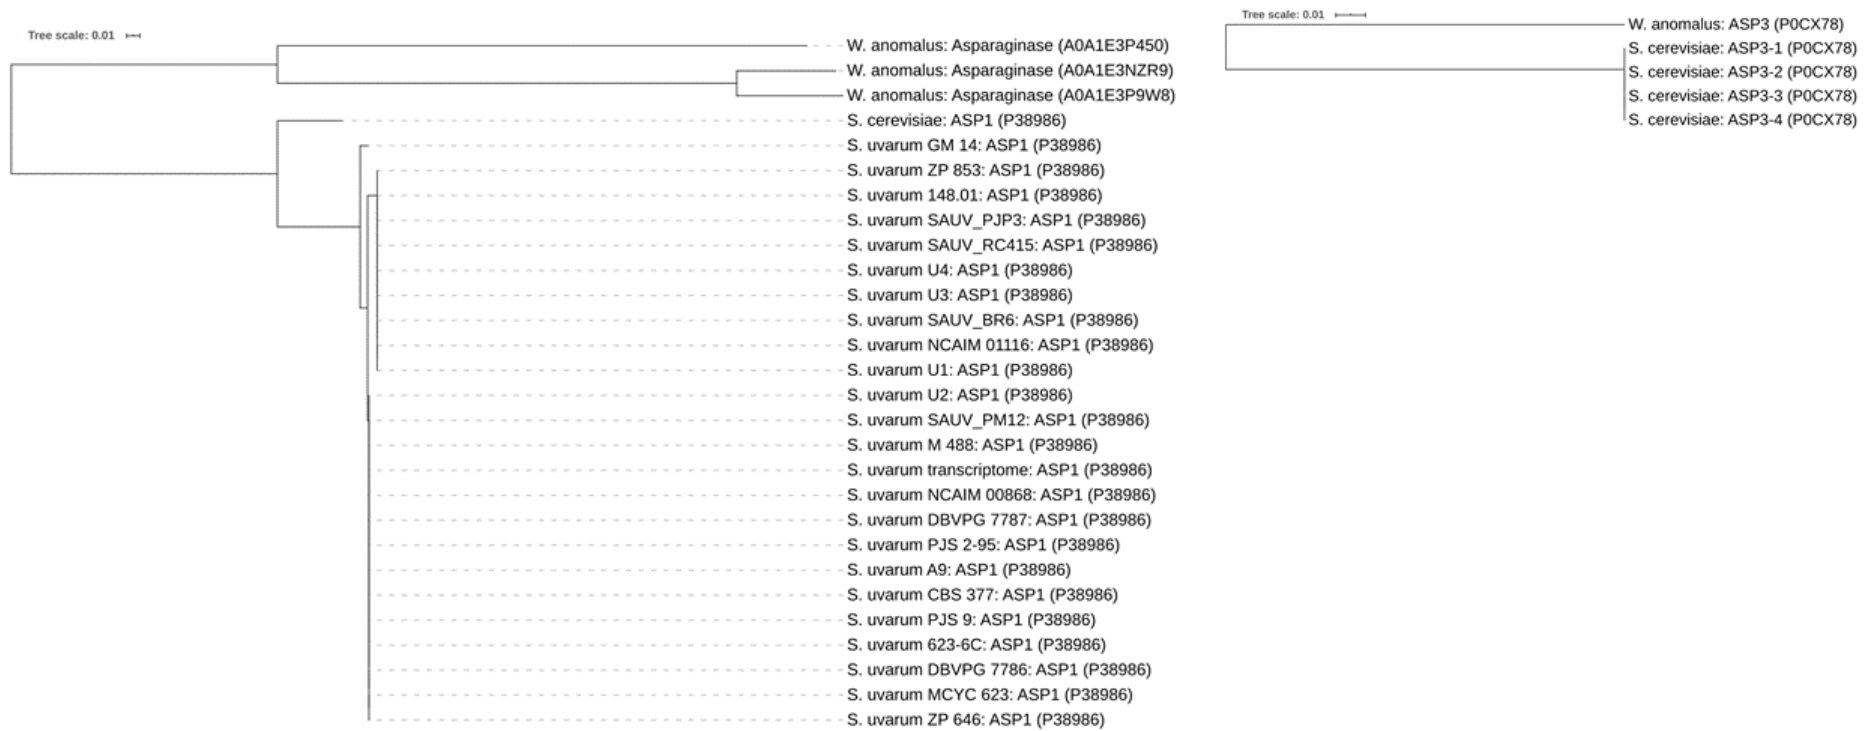 Tree scale: 0.01
W. anomalus: Asparaginase (A0A1E3P450)
W. anomalus: Asparaginase (A0A1E3NZR9)
W. anomalus: Asparaginase (A0A1E3P9W8)
S. cerevisiae: ASP1 (P38986)
S. uvarum GM 14: ASP1 (P38986)
S. uvarum ZP 853: ASP1 (P38986)
S. uvarum 148.01: ASP1 (P38986)
S. uvarum SAUV_PJP3: ASP1 (P38986)
S. uvarum SAUV_RC415: ASP1 (P38986)
S. uvarum U4: ASP1 (P38986)
S. uvarum U3: ASP1 (P38986)
S. uvarum SAUV_BR6: ASP1 (P38986)
S. uvarum NCAIM 01116: ASP1 (P38986)
S. uvarum U1: ASP1 (P38986)
S. uvarum U2: ASP1 (P38986)
S. uvarum SAUV_PM12: ASP1 (P38986)
S. uvarum M 488: ASP1 (P38986)
S. uvarum transcriptome: ASP1 (P38986)
S. uvarum NCAIM 00868: ASP1 (P38986)
S. uvarum DBVPG 7787: ASP1 (P38986)
S. uvarum PJS 2-95: ASP1 (P38986)
S. uvarum A9: ASP1 (P38986)
S. uvarum CBS 377: ASP1 (P38986)
S. uvarum PJS 9: ASP1 (P38986)
S. uvarum 623-6C: ASP1 (P38986)
S. uvarum DBVPG 7786: ASP1 (P38986)
S. uvarum MCYC 623: ASP1 (P38986)
S. uvarum ZP 646: ASP1 (P38986)
Tree scale: 0.01
W. anomalus: ASP3 (P0CX78)
S. cerevisiae: ASP3-1 (P0CX78)
S. cerevisiae: ASP3-2 (P0CX78)
S. cerevisiae: ASP3-3 (P0CX78)
S. cerevisiae: ASP3-4 (P0CX78)